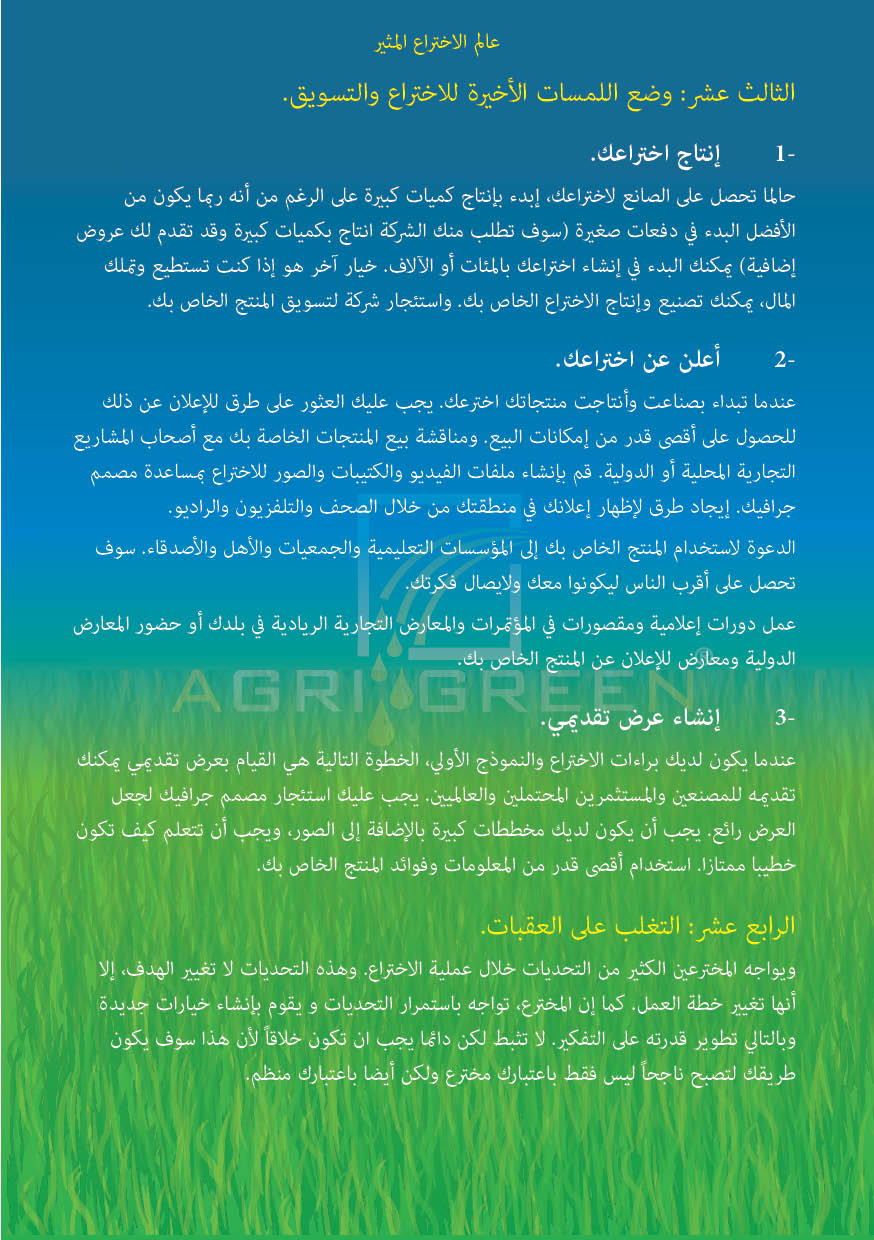 عالم الاختراع المثير
الثالث عشر: وضع اللمسات الأخيرة للاختراع والتسويق.
1- إنتاج اختراعك.
حالما تحصل على الصانع لاختراعك، إبدء بإنتاج كميات كبيرة على الرغم من أنه ربما يكون من
الأفضل البدء في دفعات صغيرة (سوف تطلب منك الشركة انتاج بكميات كبيرة وقد تقدم لك عروض
إضافية) يمكنك البدء في إنشاء اختراعك بالمئات أو الآلاف. خيار آخر هو إذا كنت تستطيع وتملك
المال، يمكنك تصنيع وإنتاج الاختراع الخاص بك. واستئجار شركة لتسويق المنتج الخاص بك.
2- أعلن عن اختراعك.
عندما تبداء بصناعت وأنتاجت منتجاتك اخترعك. يجب عليك العثور على طرق للإعلان عن ذلك
للحصول على أقصى قدر من إمكانات البيع. ومناقشة بيع المنتجات الخاصة بك مع أصحاب المشاريع
التجارية المحلية أو الدولية. قم بإنشاء ملفات الفيديو والكتيبات والصور للاختراع بمساعدة مصمم
جرافيك. إيجاد طرق لإظهار إعلانك في منطقتك من خلال الصحف والتلفزيون والراديو.
الدعوة لاستخدام المنتج الخاص بك إلى المؤسسات التعليمية والجمعيات والأهل والأصدقاء. سوف
تحصل على أقرب الناس ليكونوا معك ولايصال فكرتك.
عمل دورات إعلامية ومقصورات في المؤتمرات والمعارض التجارية الريادية في بلدك أو حضور المعارض
الدولية ومعارض للإعلان عن المنتج الخاص بك.
AGRI GREEN ®
3- إنشاء عرض تقديمي.
عندما يكون لديك براءات الاختراع والنموذج الأولي، الخطوة التالية هي القيام بعرض تقديمي يمكنك
تقديمه للمصنعين والمستثمرين المحتملين والعالميين. يجب عليك استئجار مصمم جرافيك لجعل
العرض رائع. يجب أن يكون لديك مخططات كبيرة بالإضافة إلى الصور، ويجب أن تتعلم كيف تكون
خطيبا ممتازا. استخدام أقصى قدر من المعلومات وفوائد المنتج الخاص بك.
الرابع عشر: التغلب على العقبات.
ويواجه المخترعين الكثير من التحديات خلال عملية الاختراع. وهذه التحديات لا تغيير الهدف، إلا
أنها تغيير خطة العمل. كما إن المخترع، تواجه باستمرار التحديات و يقوم بإنشاء خيارات جديدة
وبالتالي تطوير قدرته على التفكير. لا تثبط لكن دائما يجب ان تكون خلاقاً لأن هذا سوف يكون
طريقك لتصبح ناجحاً ليس فقط باعتبارك مخترع ولكن أيضا باعتبارك منظم.